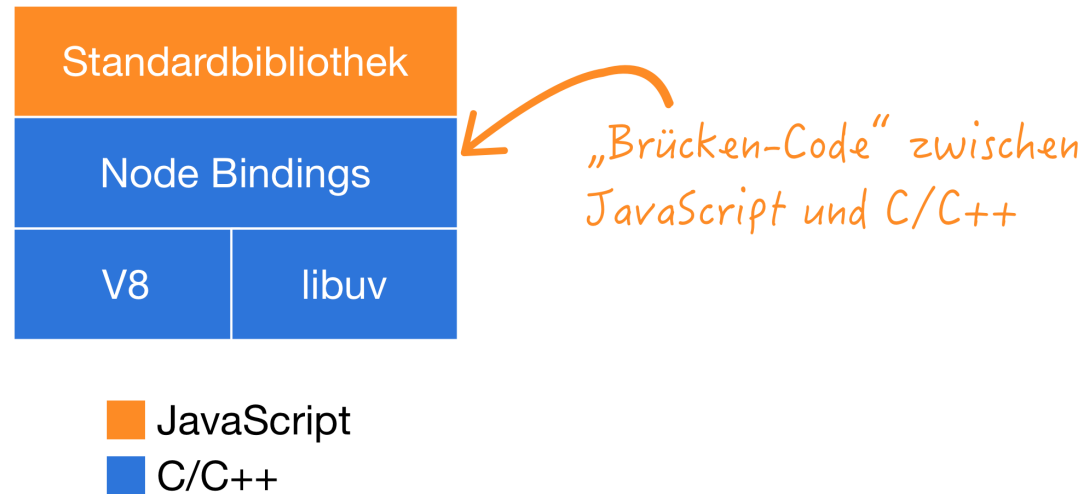 Standardbibliothek
Node Bindings
„Brücken-Code“ zwischen
JavaScript und C/C++
V8
libuv
JavaScript
C/C++